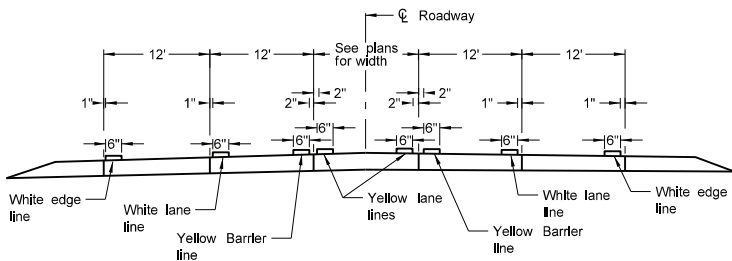 ℄ Roadway
12'
12'
See plans
for width
12'
12'
1"
1"
2"
2"
2"
2"
1"
1"
6"
6"
6"
6"
6"
6"
6"
6"
White edge
line
White lane
line
Yellow Barrier
line
Yellow lane
lines
Yellow Barrier
line
White lane
line
White edge
line